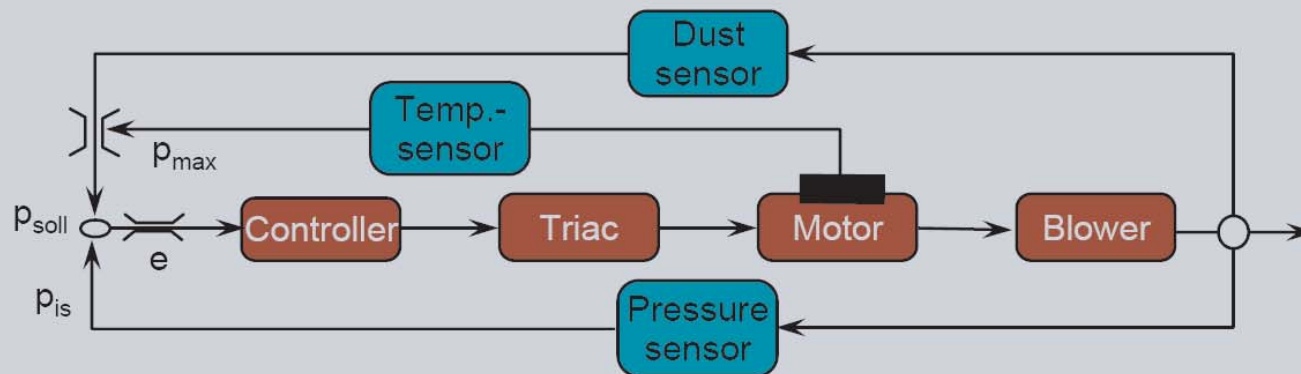 Dust
sensor
Temp.-
sensor
pmax
psoll
Controller
Triac
Motor
Blower
e
pis
Pressure
sensor